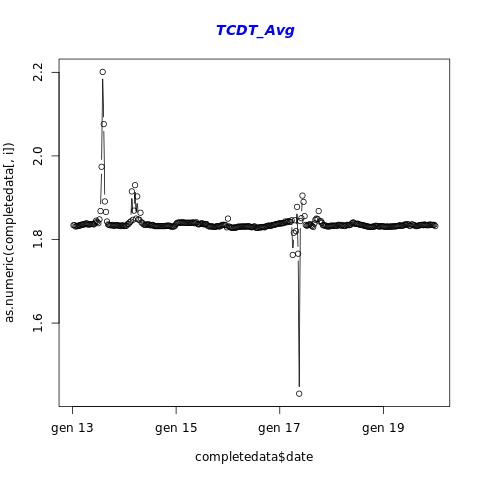 TCDT_Avg
as.numeric(completedata[, i])
2.2
2.0
1.8
1.6
gen 13 gen 15 gen 17 gen 19
completedata$date